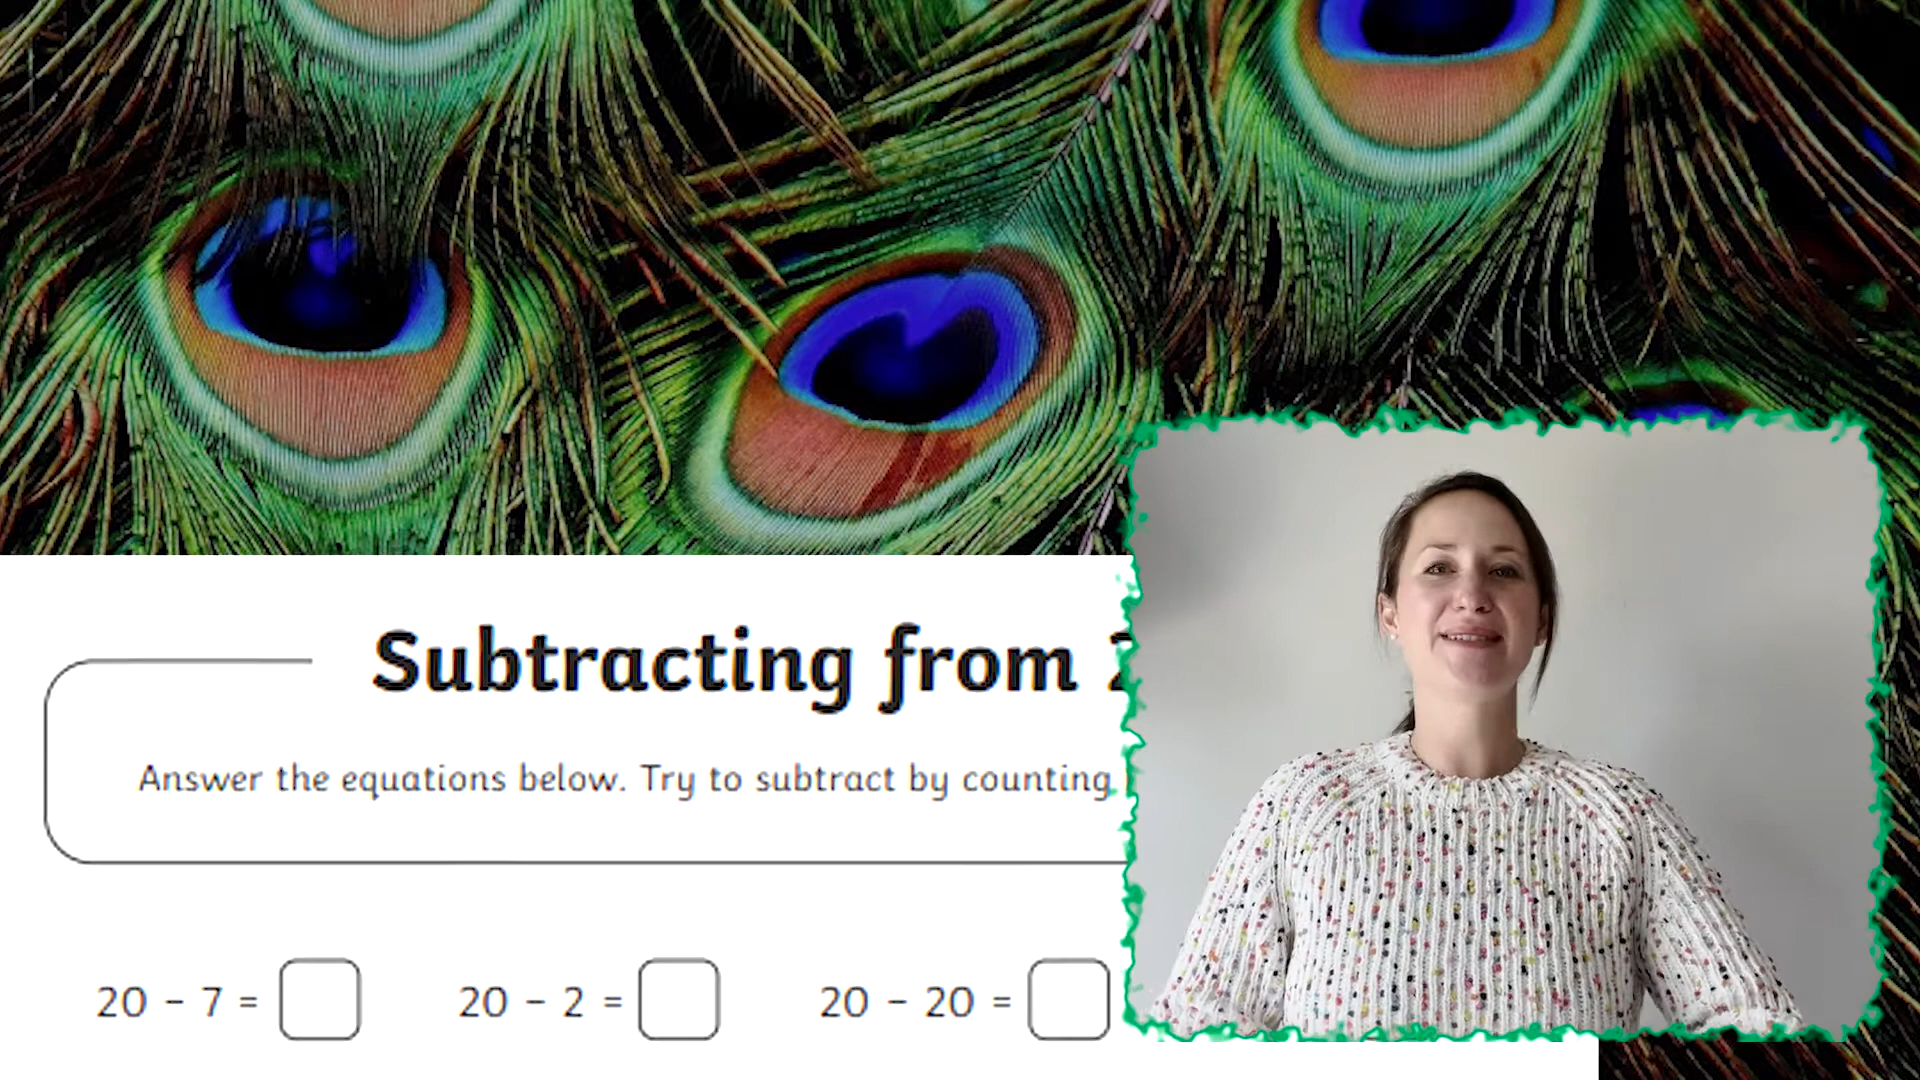 Subtracting from
Answer the equations below. Try to subtract by counting
20 - 7 =
20 - 2 =
20 - 20 =